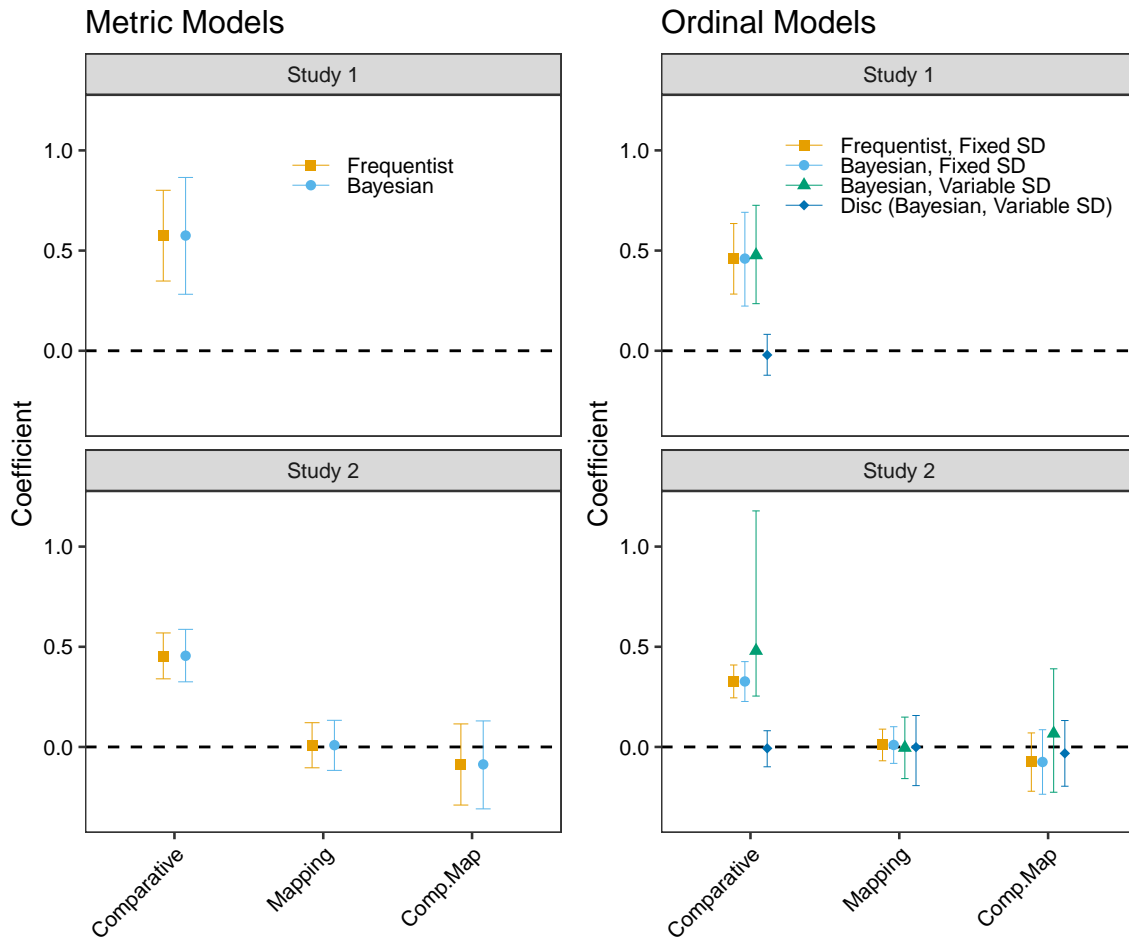 Metric Models
Study 1
Coefficient
1.0
0.5
0.0
Frequentist
Bayesian
Study 2
1.0
0.5
0.0
Comparative
Mapping
Comp.Map
Ordinal Models
Study 1
Coefficient
1.0
0.5
0.0
Frequentist, Fixed SD
Bayesian, Fixed SD
Bayesian, Variable SD
Disc (Bayesian, Variable SD)
Study 2
1.0
0.5
0.0
Comparative
Mapping
Comp.Map